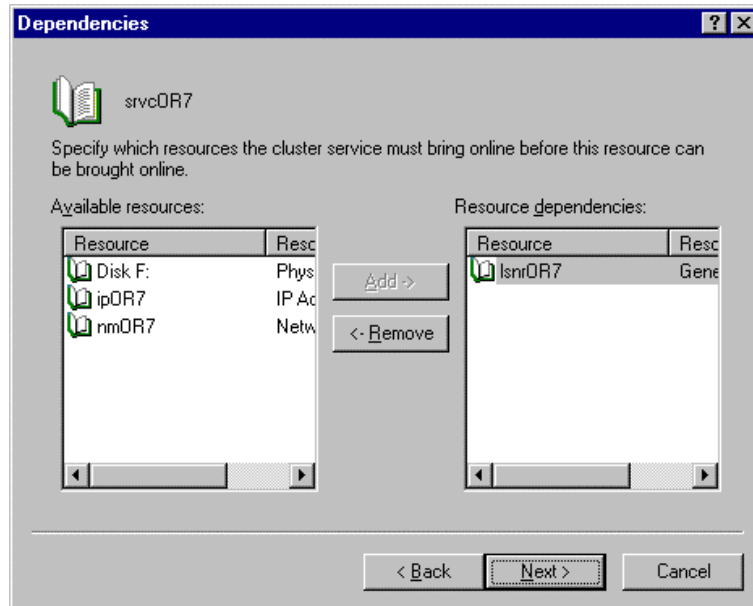 Dependencies
srvcOR7
Specify which resources the cluster service must bring online before this resource can
be brought online.
Available resources:
Resource dependencies:
Resource Resc
Disk F: Phys
ipOR7 IP Ac
nmOR7 Netw
Add ->
<- Remove
Resource Resc
lsnrOR7 Gene
< Back
Next >
Cancel